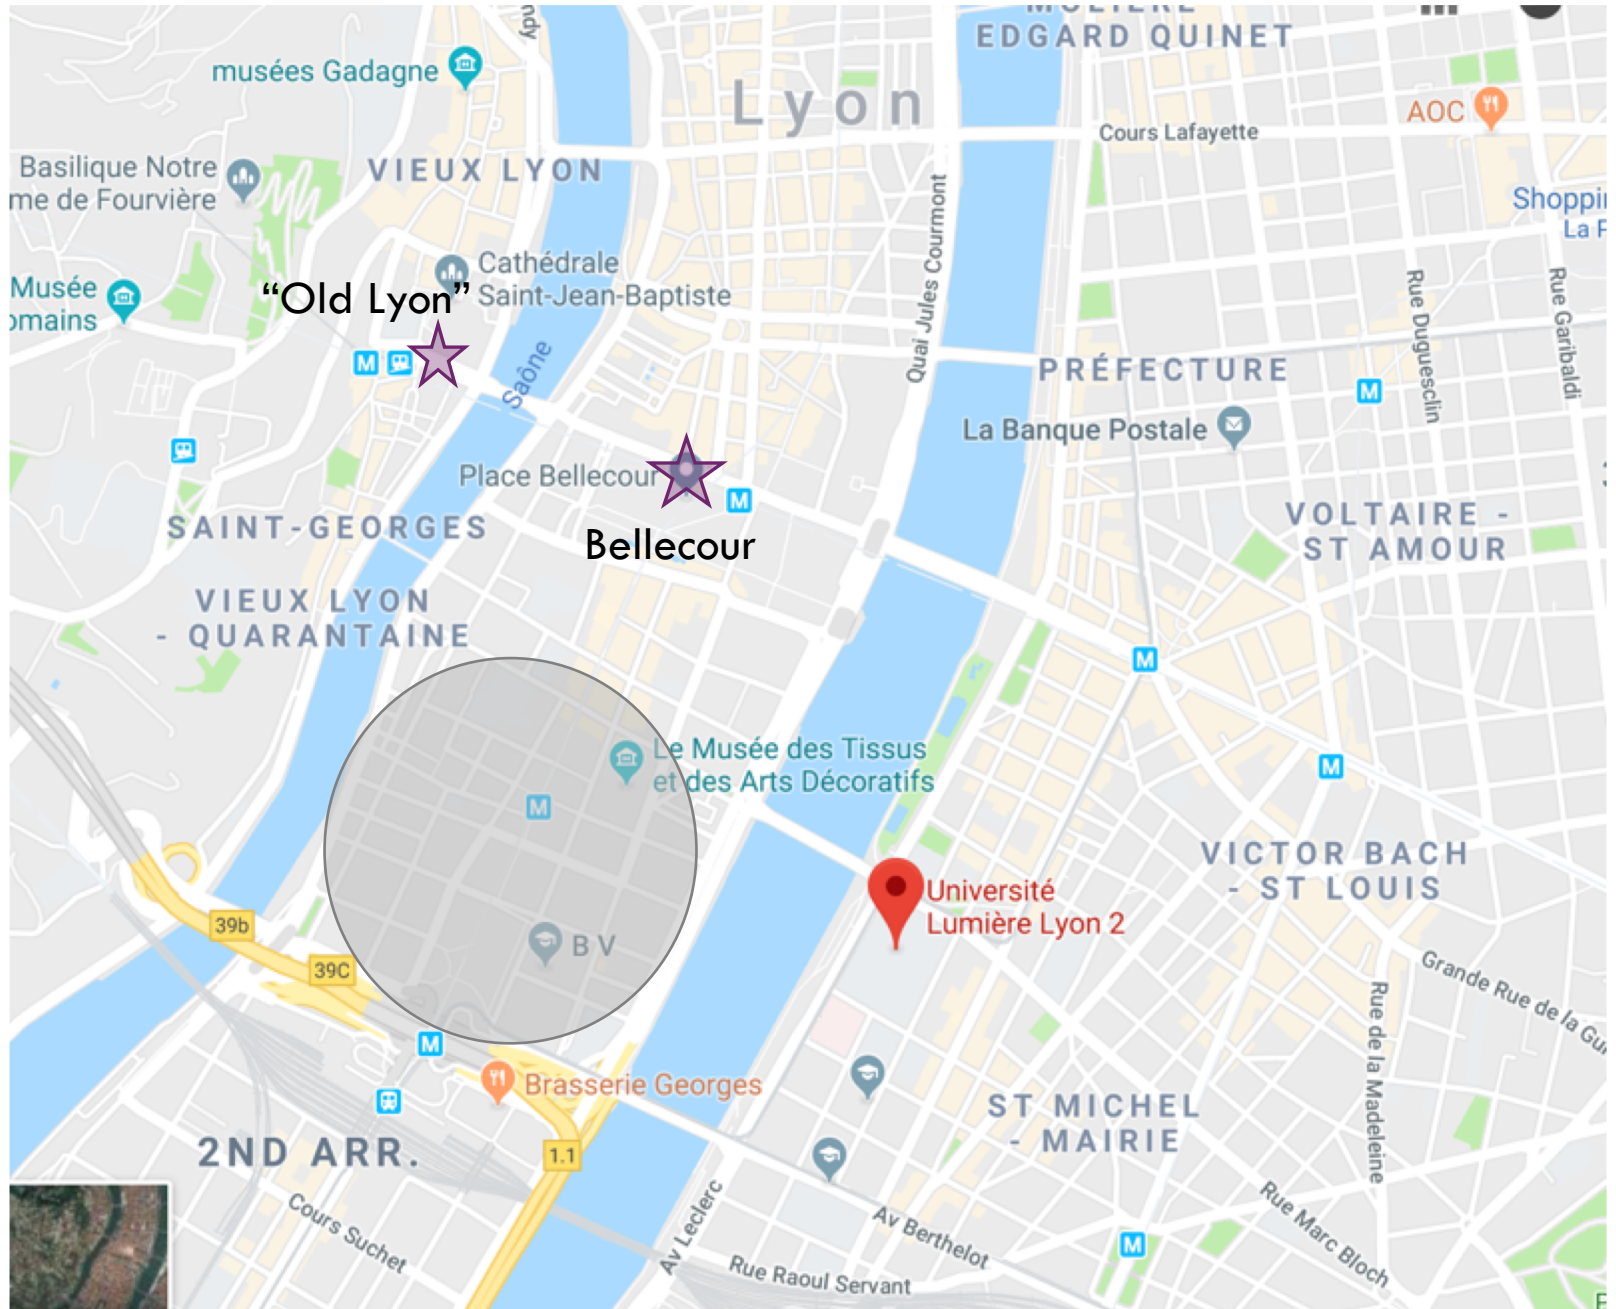 MOLIÈRE
EDGARD QUINET
musées Gadagne
Lyon
AOC
Cours Lafayette
VIEUX LYON
Basilique Notre
me de Fourvière
La
Cathédrale
Saint-Jean-Baptiste
Musée
omains
“Old Lyon”
Quai Jules Courmont
Rue Duguesclin
Rue Garibaldi
Saône
PRÉFECTURE
La Banque Postale
Place Bellecour
Bellecour
SAINT-GEORGES
VOLTAIRE -
ST AMOUR
VIEUX LYON
- QUARANTAINE
Le Musée des Tissus
et des Arts Décoratifs
VICTOR BACH
- ST LOUIS
Université
Lumière Lyon 2
39b
B V
39C
Grande Rue de la
Rue de la Madeleine
Brasserie Georges
ST MICHEL
- MAIRIE
2ND ARR.
1.1
Cours Suchet
Av Leclerc
Av Berthelot
Rue Marc Bloch
Rue Raoul Servant
M
M
M
M
M
M
M
M